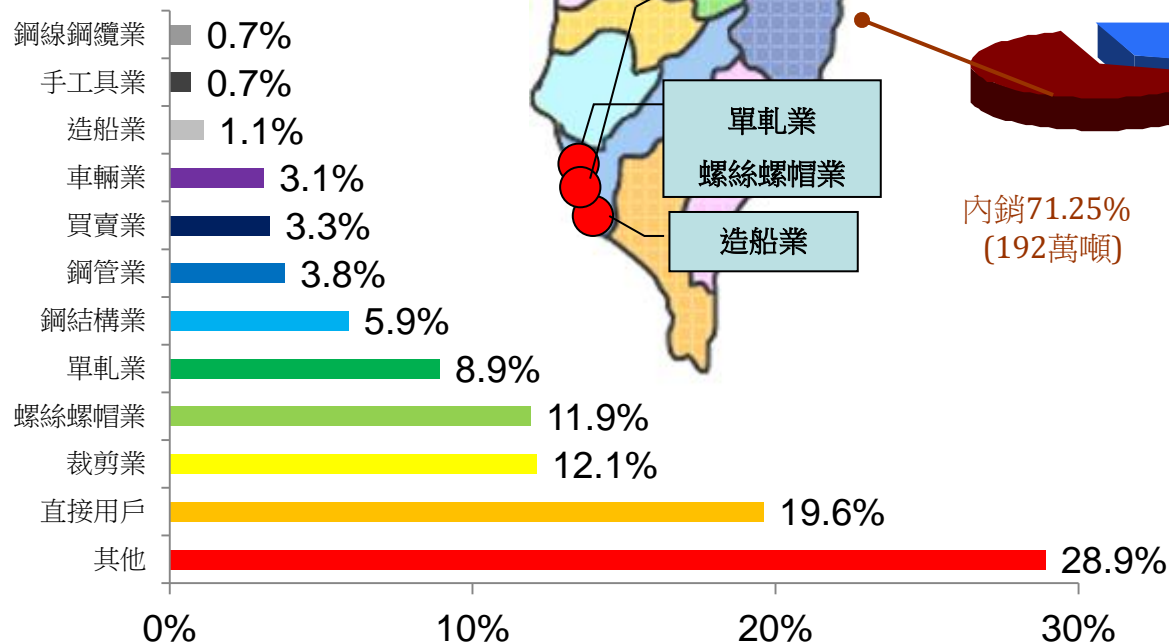 鋼線鋼纜業 0.7%
手工具業 0.7%
造船業 1.1%
車輛業 3.1%
買賣業 3.3%
鋼管業 3.8%
鋼結構業 5.9%
單軋業 8.9%
螺絲螺帽業 11.9%
裁剪業 12.1%
直接用戶 19.6%
其他 28.9%
0% 10% 20% 30%
單軋業
螺絲螺帽業
造船業
內銷71.25%
(192萬噸)